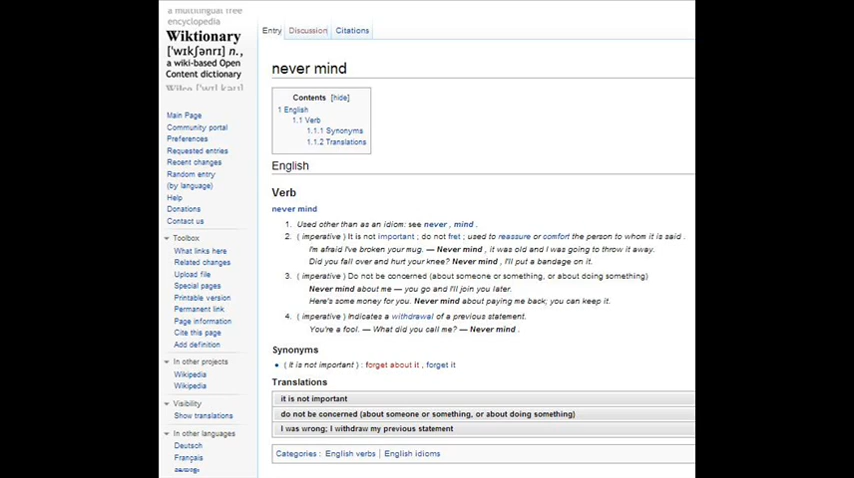 a multilingual free
encyclopedia
Wiktionary
['wɪkʃənrɪ] n.,
a wiki-based Open
Content dictionary
Main Page
Community portal
Preferences
Requested entries
Recent changes
Random entry
(by language)
Help
Donations
Contact us
Toolbox
What links here
Related changes
Upload file
Special pages
Printable version
Permanent link
Page information
Cite this page
Add definition
In other projects
Wikipedia
Wikipedia
Visibility
Show translations
In other languages
Deutsch
Français
Entry Discussion Citations
never mind
Contents [hide]
1 English
1.1 Verb
1.1.1 Synonyms
1.1.2 Translations
English
Verb
never mind
1. Used other than as an idiom: see never , mind .
2. ( imperative ) It is not important ; do not fret ; used to reassure or comfort the person to whom it is said .
I'm afraid I've broken your mug. — Never mind , it was old and I was going to throw it away.
Did you fall over and hurt your knee? Never mind , I'll put a bandage on it.
3. ( imperative ) Do not be concerned (about someone or something, or about doing something)
Never mind about me — you go and I'll join you later.
Here's some money for you. Never mind about paying me back; you can keep it.
4. ( imperative ) Indicates a withdrawal of a previous statement.
You're a fool. — What did you call me? — Never mind .
Synonyms
( it is not important ) : forget about it , forget it
Translations
it is not important
do not be concerned (about someone or something, or about doing something)
I was wrong; I withdraw my previous statement
Categories : English verbs | English idioms